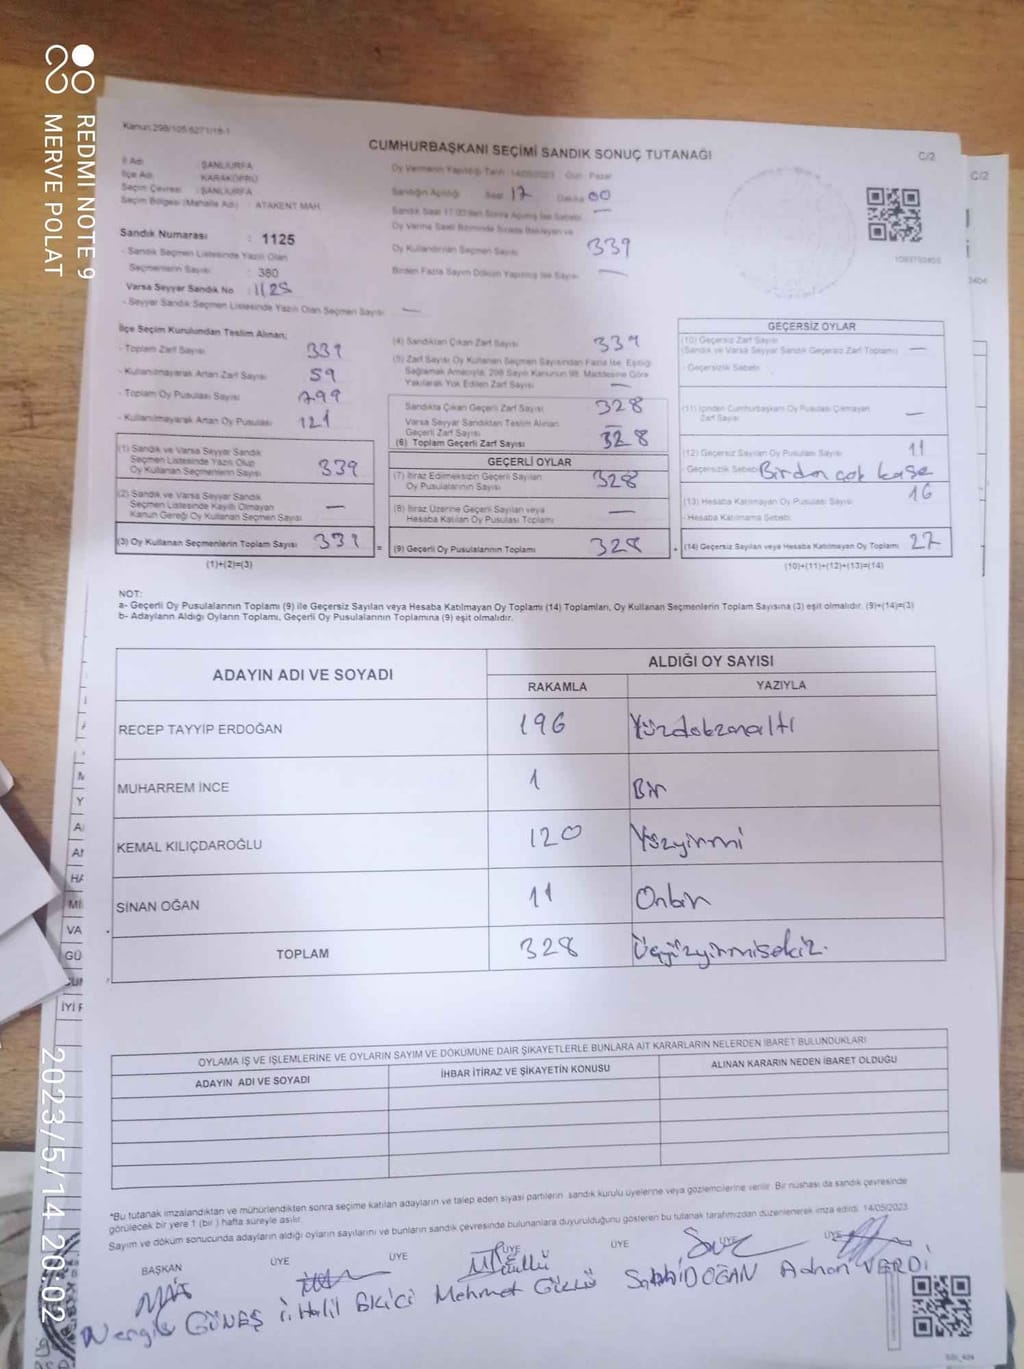 Kanun:298/105.6271/18-1
CUMHURBAŞKANI SEÇİMİ SANDIK SONUÇ TUTANAĞI
C/2
C/2
İl Adı : ŞANLIURFA
İlçe Adı : KARAKÖPRÜ
Seçim Çevresi : ŞANLIURFA
Seçim Bölgesi (Mahalle Adı) : ATAKENT MAH.
Oy Vermenin Yapıldığı Tarih: 14/05/2023 Gün: Pazar
Sandığın Açıldığı Saat 17 Dakika 00
Sandık Saat 17:00'den Sonra Açılmış İse Sebebi —
Oy Verme Saati Bitiminde Sırada Bekleyen ve
Oy Kullandırılan Seçmen Sayısı 339
Birden Fazla Sayım Döküm Yapılmış İse Sayısı —
Sandık Numarası : 1125
- Sandık Seçmen Listesinde Yazılı Olan
Seçmenlerin Sayısı : 380
Varsa Seyyar Sandık No : 1125
- Seyyar Sandık Seçmen Listesinde Yazılı Olan Seçmen Sayısı —
İlçe Seçim Kurulundan Teslim Alınan;
- Toplam Zarf Sayısı 339
- Kullanılmayarak Artan Zarf Sayısı 59
- Toplam Oy Pusulası Sayısı 799
- Kullanılmayarak Artan Oy Pusulası 121
(1) Sandık ve Varsa Seyyar Sandık
Seçmen Listesinde Yazılı Olup
Oy Kullanan Seçmenlerin Sayısı 339
(2) Sandık ve Varsa Seyyar Sandık
Seçmen Listesinde Kayıtlı Olmayan
Kanun Gereği Oy Kullanan Seçmen Sayısı —
(3) Oy Kullanan Seçmenlerin Toplam Sayısı 339
(1)+(2)=(3)
(4) Sandıktan Çıkan Zarf Sayısı 339
(5) Zarf Sayısı Oy Kullanan Seçmen Sayısından Fazla İse, Eşitliği
Sağlamak Amacıyla, 298 Sayılı Kanunun 98. Maddesine Göre
Yakılarak Yok Edilen Zarf Sayısı —
Sandıkta Çıkan Geçerli Zarf Sayısı 328
Varsa Seyyar Sandıktan Teslim Alınan
Geçerli Zarf Sayısı —
(6) Toplam Geçerli Zarf Sayısı 328
GEÇERLİ OYLAR
(7) İtiraz Edilmeksizin Geçerli Sayılan
Oy Pusulalarının Sayısı 328
(8) İtiraz Üzerine Geçerli Sayılan veya
Hesaba Katılan Oy Pusulası Toplamı —
= (9) Geçerli Oy Pusulalarının Toplamı 328
GEÇERSİZ OYLAR
(10) Geçersiz Zarf Sayısı
(Sandık ve Varsa Seyyar Sandık Geçersiz Zarf Toplamı) —
- Geçersizlik Sebebi
(11) İçinden Cumhurbaşkanı Oy Pusulası Çıkmayan
Zarf Sayısı —
(12) Geçersiz Sayılan Oy Pusulası Sayısı 11
Geçersizlik Sebebi Birden çok kase
(13) Hesaba Katılmayan Oy Pusulası Sayısı 16
- Hesaba Katılmama Sebebi
+ (14) Geçersiz Sayılan veya Hesaba Katılmayan Oy Toplamı 27
(10)+(11)+(12)+(13)=(14)
NOT:
a- Geçerli Oy Pusulalarının Toplamı (9) ile Geçersiz Sayılan veya Hesaba Katılmayan Oy Toplamı (14) Toplamları, Oy Kullanan Seçmenlerin Toplam Sayısına (3) eşit olmalıdır. (9)+(14)=(3)
b- Adayların Aldığı Oyların Toplamı, Geçerli Oy Pusulalarının Toplamına (9) eşit olmalıdır.
ADAYIN ADI VE SOYADI
ALDIĞI OY SAYISI
RAKAMLA YAZIYLA
RECEP TAYYİP ERDOĞAN 196 Yüzdoksanaltı
MUHARREM İNCE 1 Bir
KEMAL KILIÇDAROĞLU 120 Yüzyirmi
SİNAN OĞAN 11 Onbir
TOPLAM 328 Üçyüzyirmisekiz.
OYLAMA İŞ VE İŞLEMLERİNE VE OYLARIN SAYIM VE DÖKÜMÜNE DAİR ŞİKAYETLERLE BUNLARA AİT KARARLARIN NELERDEN İBARET BULUNDUKLARI
ADAYIN ADI VE SOYADI İHBAR İTİRAZ VE ŞİKAYETİN KONUSU ALINAN KARARIN NEDEN İBARET OLDUĞU
*Bu tutanak imzalandıktan ve mühürlendikten sonra seçime katılan adayların ve talep eden siyasi partilerin sandık kurulu üyelerine veya gözlemcilerine verilir. Bir nüshası da sandık çevresinde
görülecek bir yere 1 (bir) hafta süreyle asılır.
Sayım ve döküm sonucunda adayların aldığı oyların sayılarını ve bunların sandık çevresinde bulunanlara duyurulduğunu gösteren bu tutanak tarafımızdan düzenlenerek imza edildi. 14/05/2023
BAŞKAN ÜYE ÜYE ÜYE ÜYE ÜYE ÜYE
Nergis GÜNEŞ i. Halil Ekici Mehmet Güllü Sabhi DOĞAN Adnan VERDİ
REDMI NOTE 9
MERVE POLAT
2023/5/14 20:02